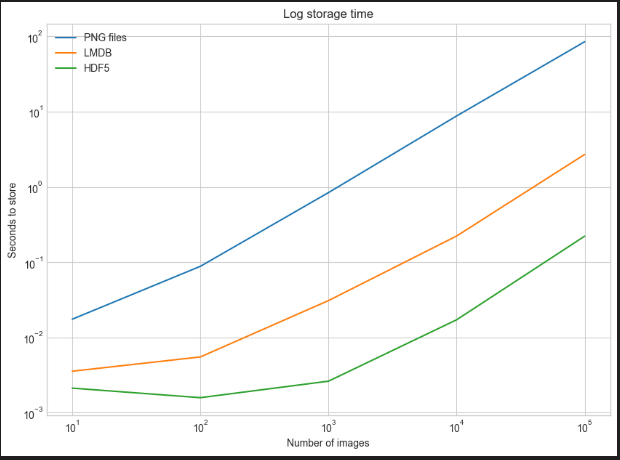 Log storage time
PNG files
LMDB
HDF5
10²
10¹
10⁰
10⁻¹
10⁻²
10⁻³
Seconds to store
10¹ 10² 10³ 10⁴ 10⁵
Number of images